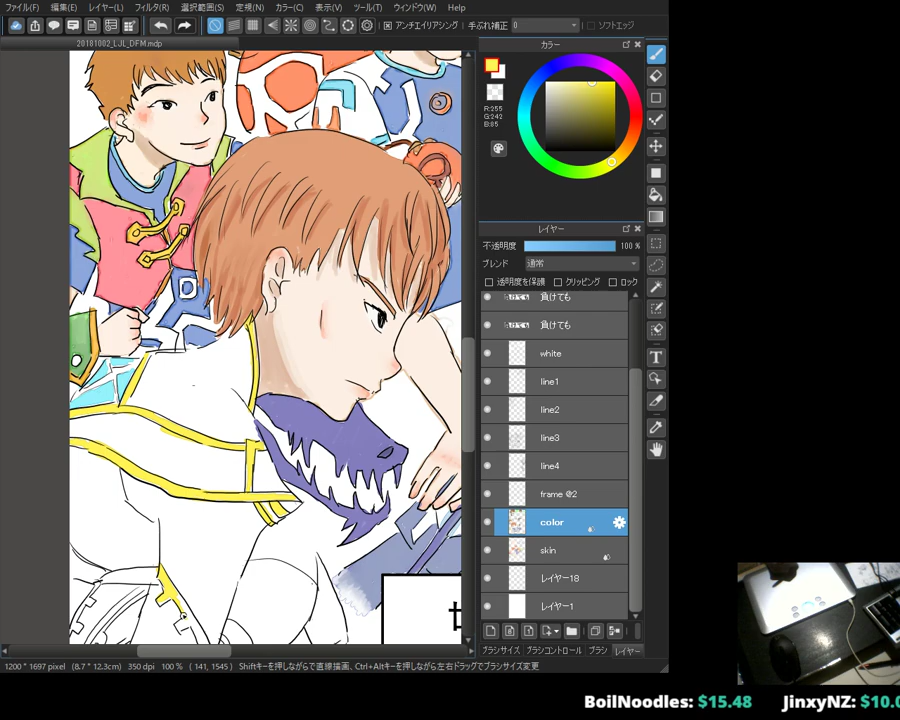 ファイル(F) 編集(E) レイヤー(L) フィルタ(R) 選択範囲(S) 定規(N) カラー(C) 表示(V) ツール(T) ウィンドウ(W) Help
アンチエイリアシング 手ぶれ補正 0 ソフトエッジ
20181002_LJL_DFM.mdp
カラー
R:255
G:242
B:85
レイヤー
不透明度 100 %
ブレンド 通常
透明度を保護 クリッピング ロック
負けても
負けても
white
line1
line2
line3
line4
frame @2
color
skin
レイヤー18
レイヤー1
ブラシサイズ ブラシコントロール ブラシ レイヤー
1200 * 1697 pixel (8.7 * 12.3cm) 350 dpi 100 % ( 141, 1545) Shiftキーを押しながらで直線描画、Ctrl+Altキーを押しながら左右ドラッグでブラシサイズ変更
BoilNoodles: $15.48 JinxyNZ: $10.0